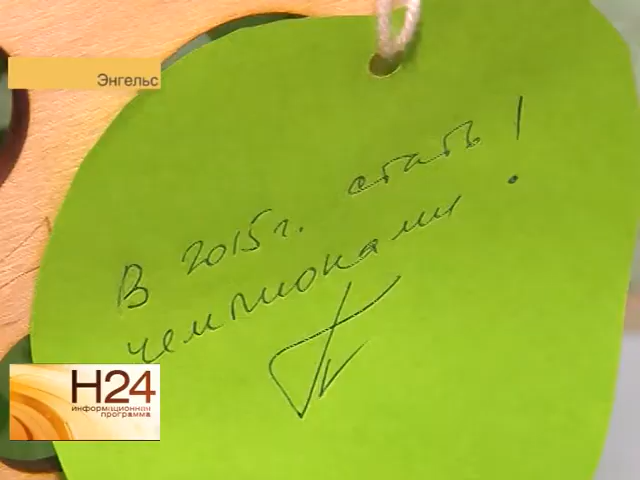 Энгельс
В 2015г. стать
чемпионами!
Н24
информационная
программа